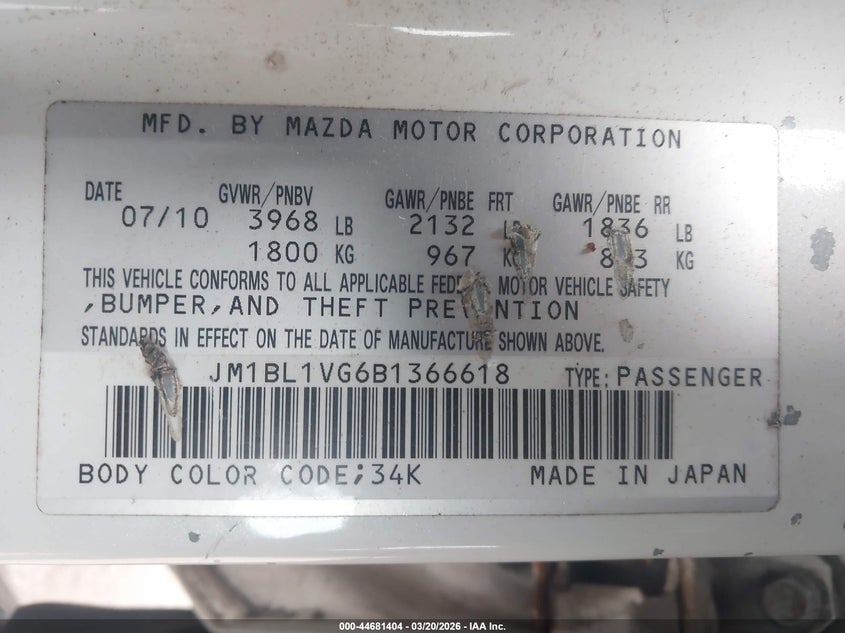 MFD. BY MAZDA MOTOR CORPORATION
DATE GVWR/PNBV GAWR/PNBE FRT GAWR/PNBE RR
07/10 3968 LB 2132 1836 LB
1800 KG 967 KG
THIS VEHICLE CONFORMS TO ALL APPLICABLE MOTOR VEHICLE SAFETY
,BUMPER,AND THEFT PREVENTION
STANDARDS IN EFFECT ON THE DATE OF MANUFACTURE SHOWN ABOVE.
JM1BL1VG6B1366618 TYPE:PASSENGER
BODY COLOR CODE;34K MADE IN JAPAN
000-44681404 - 03/20/2026 - IAA Inc.